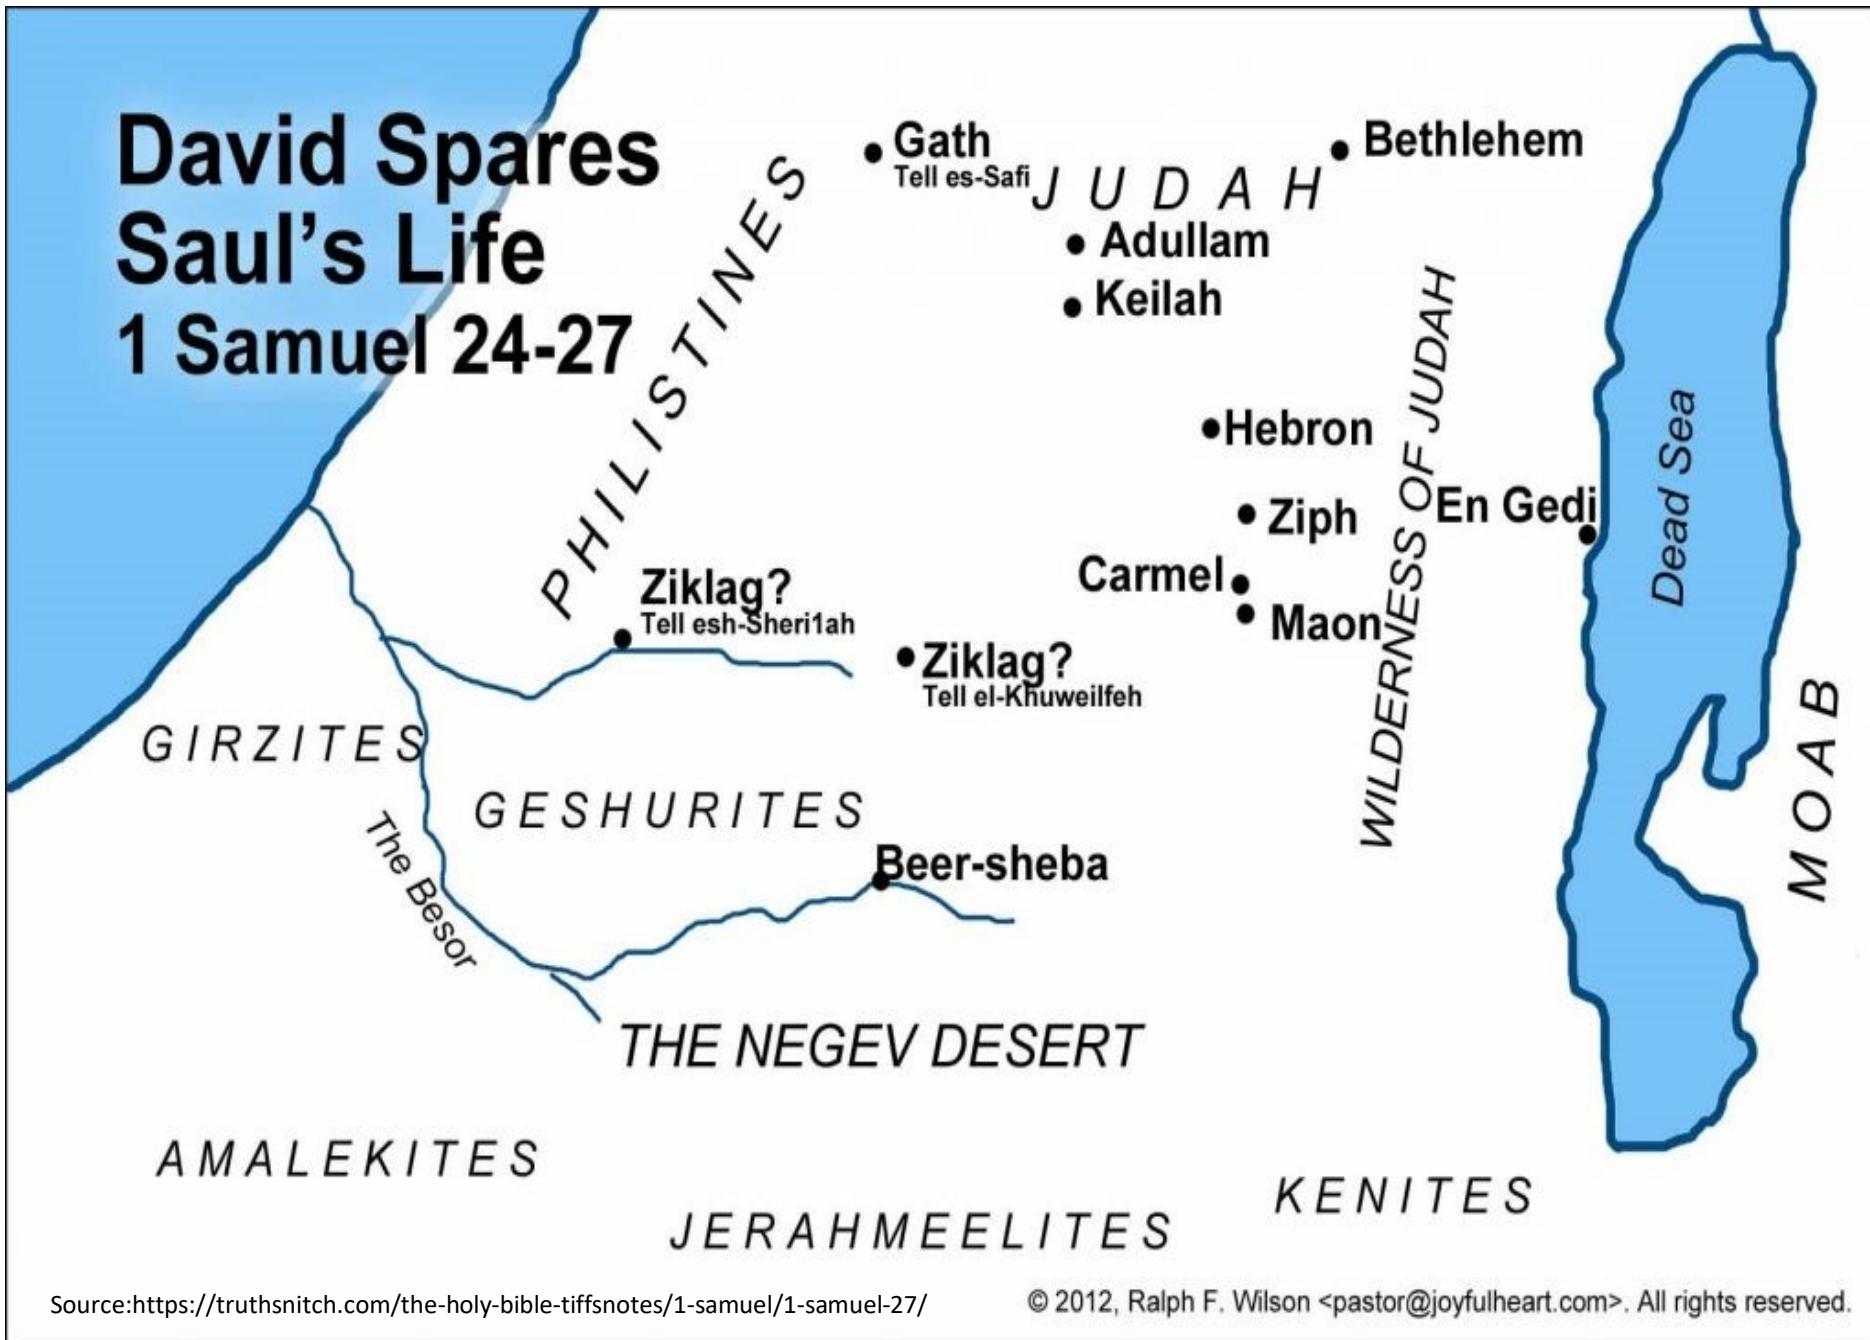 David Spares
Saul's Life
1 Samuel 24-27
Gath
Tell es-Safi
Bethlehem
JUDAH
Adullam
Keilah
PHILISTINES
Hebron
WILDERNESS OF JUDAH
Ziph
En Gedi
Dead Sea
Carmel
Maon
Ziklag?
Tell esh-Sheri1ah
Ziklag?
Tell el-Khuweilfeh
GIRZITES
GESHURITES
MOAB
The Besor
Beer-sheba
THE NEGEV DESERT
AMALEKITES
JERAHMEELITES
KENITES
Source:https://truthsnitch.com/the-holy-bible-tiffsnotes/1-samuel/1-samuel-27/
© 2012, Ralph F. Wilson <pastor@joyfulheart.com>. All rights reserved.